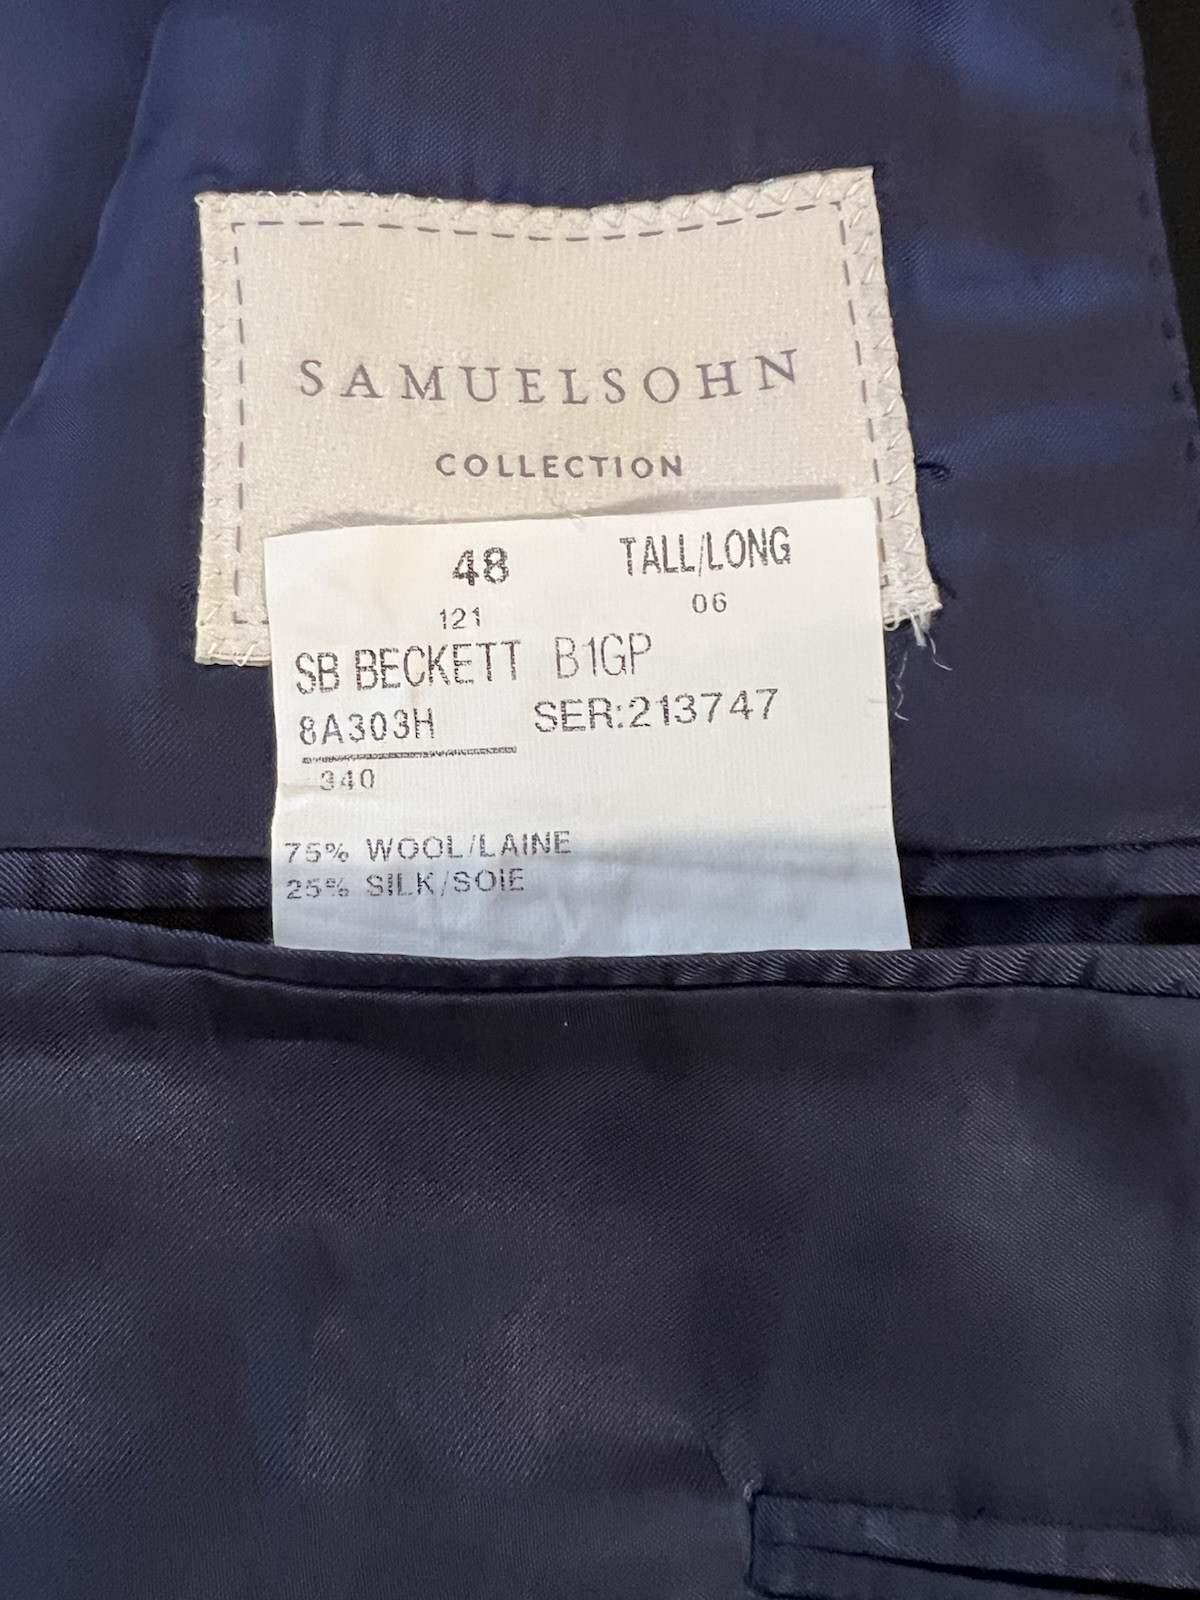 SAMUELSOHN
COLLECTION
48 TALL/LONG
121 06
SB BECKETT B1GP
8A303H SER:213747
340
75% WOOL/LAINE
25% SILK/SOIE